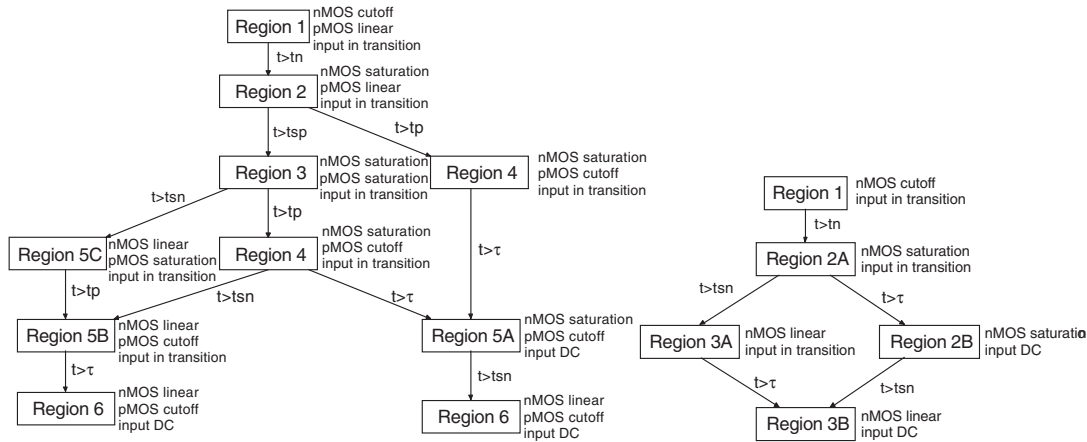 Region 1
nMOS cutoff
pMOS linear
input in transition
t>tn
Region 2
nMOS saturation
pMOS linear
input in transition
t>tsp
t>tp
Region 3
nMOS saturation
pMOS saturation
input in transition
Region 4
nMOS saturation
pMOS cutoff
input in transition
t>tsn
t>tp
t>τ
Region 5C
nMOS linear
pMOS saturation
input in transition
Region 4
nMOS saturation
pMOS cutoff
input in transition
t>tp
t>tsn
t>τ
Region 5B
nMOS linear
pMOS cutoff
input in transition
Region 5A
nMOS saturation
pMOS cutoff
input DC
t>τ
t>tsn
Region 6
nMOS linear
pMOS cutoff
input DC
Region 6
nMOS linear
pMOS cutoff
input DC
Region 1
nMOS cutoff
input in transition
t>tn
Region 2A
nMOS saturation
input in transition
t>tsn
t>τ
Region 3A
nMOS linear
input in transition
Region 2B
nMOS saturation
input DC
t>τ
t>tsn
Region 3B
nMOS linear
input DC